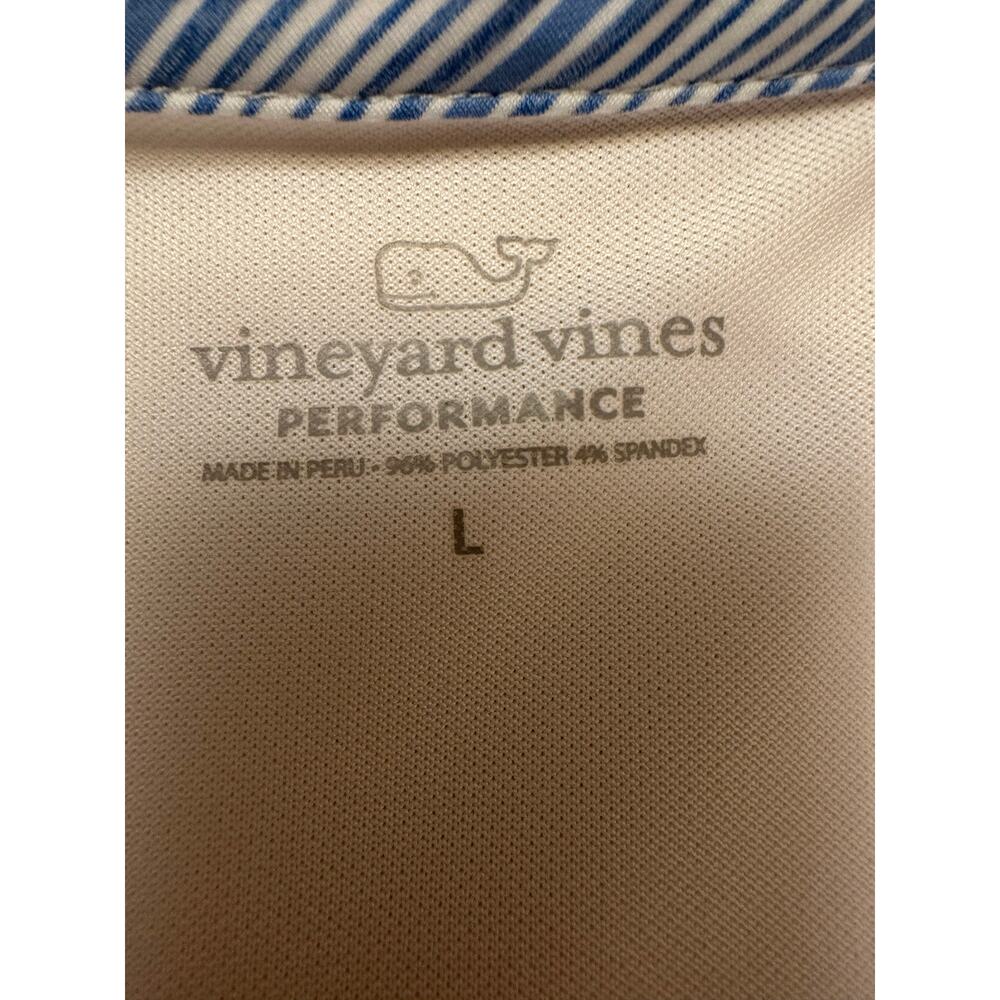 vineyard vines
PERFORMANCE
MADE IN PERU - 96% POLYESTER 4% SPANDEX
L